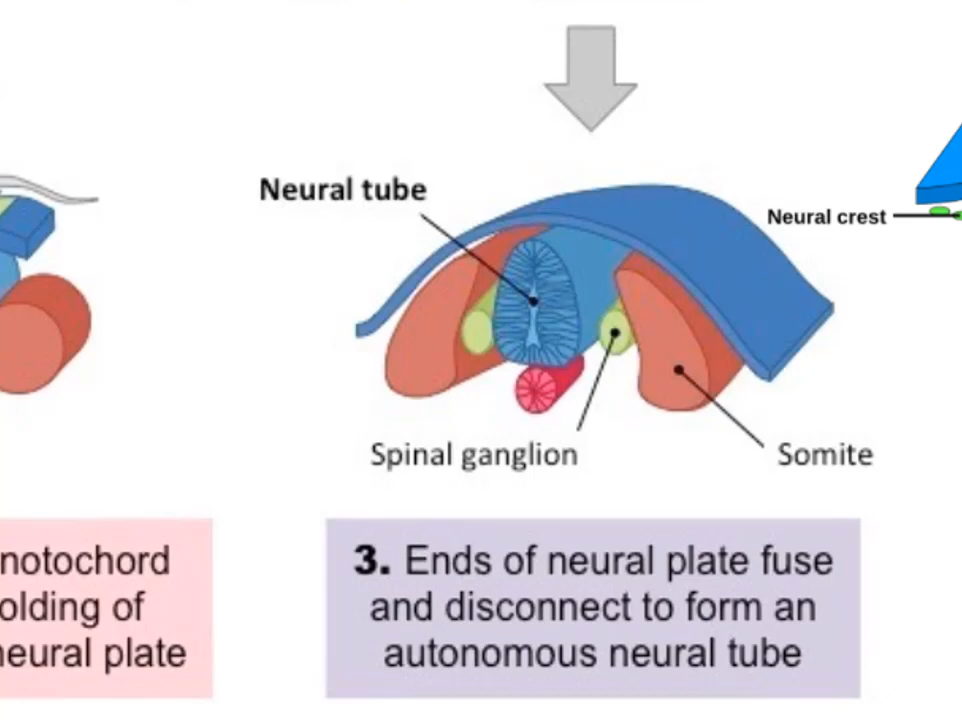 Neural tube
Neural crest
Spinal ganglion
Somite
notochord
olding of
neural plate
3. Ends of neural plate fuse
and disconnect to form an
autonomous neural tube